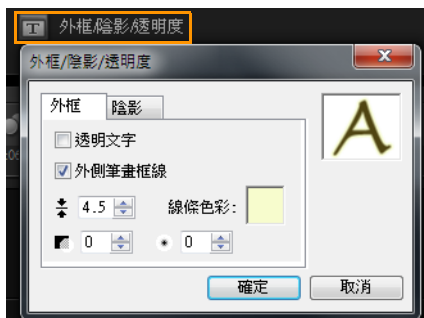 T 外框/陰影/透明度
外框/陰影/透明度
外框 陰影
透明文字
外側筆畫框線
4.5 線條色彩:
0 0
A
確定 取消